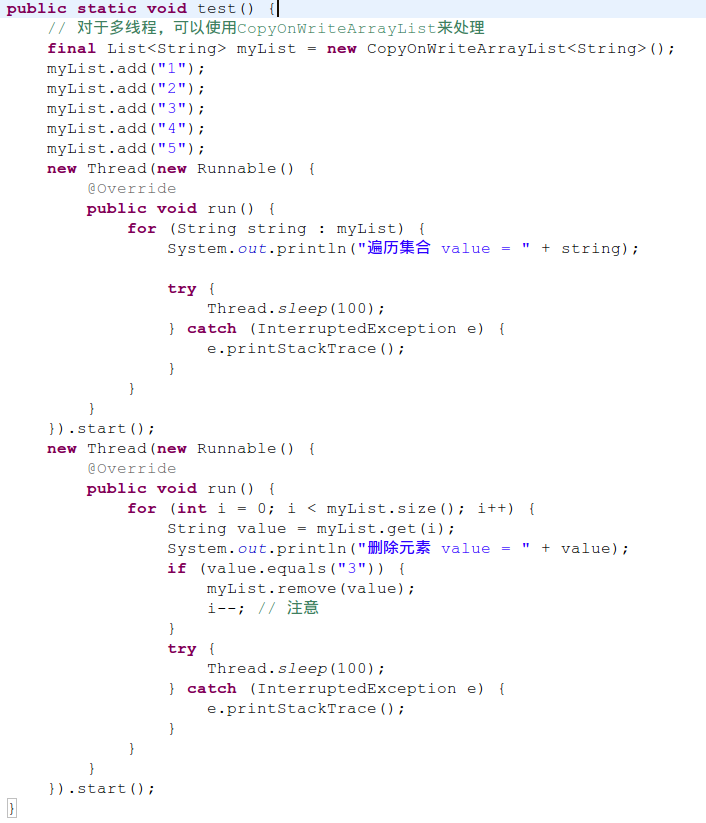 public static void test() {
    // 对于多线程，可以使用CopyOnWriteArrayList来处理
    final List<String> myList = new CopyOnWriteArrayList<String>();
    myList.add("1");
    myList.add("2");
    myList.add("3");
    myList.add("4");
    myList.add("5");
    new Thread(new Runnable() {
        @Override
        public void run() {
            for (String string : myList) {
                System.out.println("遍历集合 value = " + string);

                try {
                    Thread.sleep(100);
                } catch (InterruptedException e) {
                    e.printStackTrace();
                }
            }
        }
    }).start();
    new Thread(new Runnable() {
        @Override
        public void run() {
            for (int i = 0; i < myList.size(); i++) {
                String value = myList.get(i);
                System.out.println("删除元素 value = " + value);
                if (value.equals("3")) {
                    myList.remove(value);
                    i--; // 注意
                }
                try {
                    Thread.sleep(100);
                } catch (InterruptedException e) {
                    e.printStackTrace();
                }
            }
        }
    }).start();
}